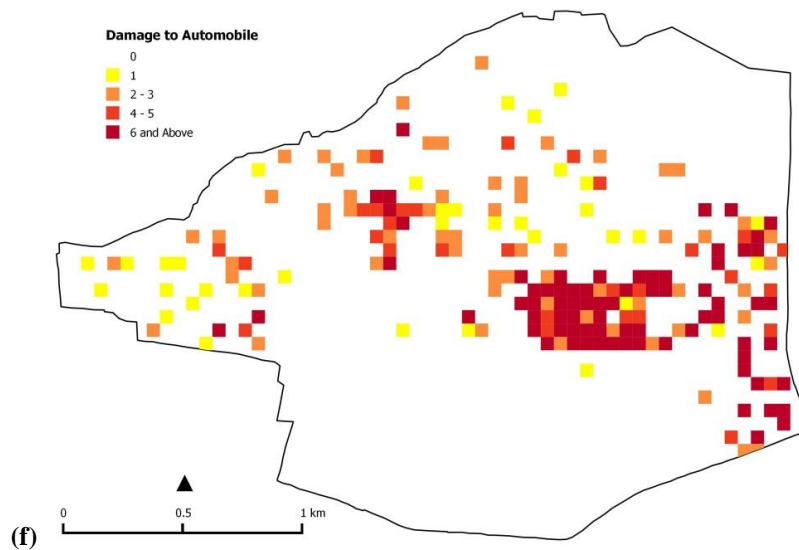 Damage to Automobile
0
1
2 - 3
4 - 5
6 and Above
(f)
0 0.5 1 km